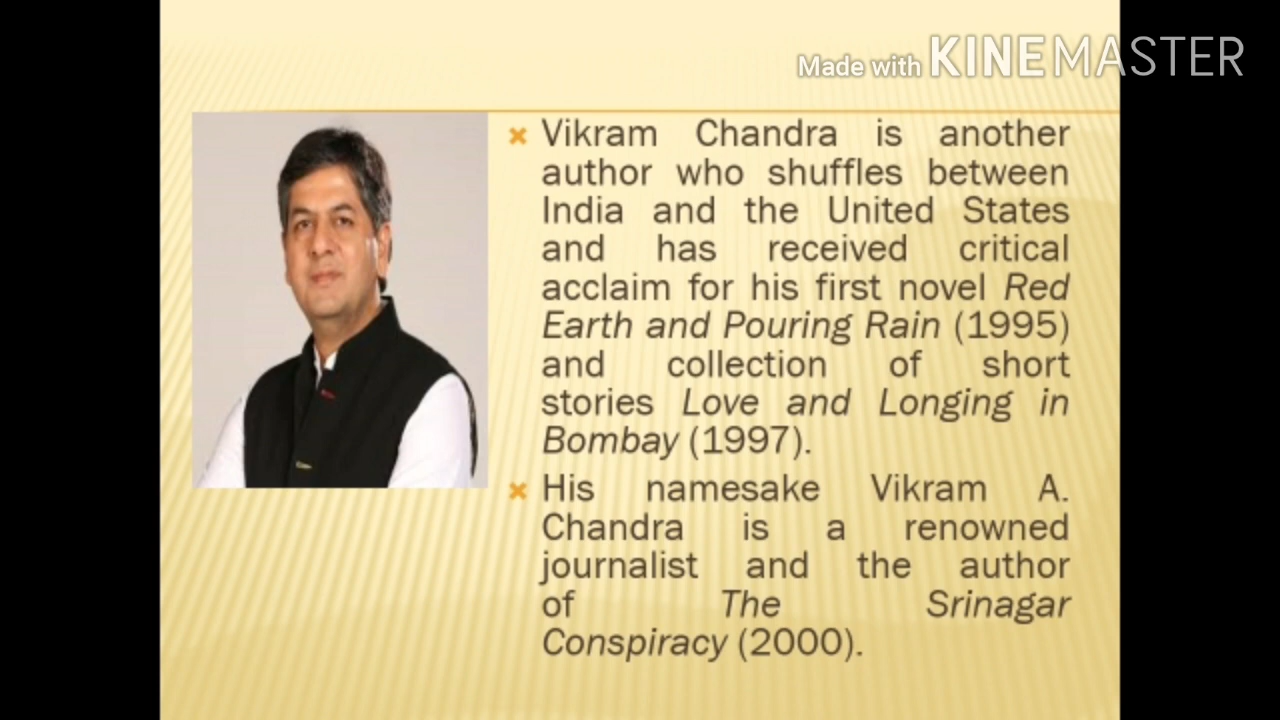 Made with KINEMASTER
Vikram Chandra is another
author who shuffles between
India and the United States
and has received critical
acclaim for his first novel Red
Earth and Pouring Rain (1995)
and collection of short
stories Love and Longing in
Bombay (1997).
His namesake Vikram A.
Chandra is a renowned
journalist and the author
of The Srinagar
Conspiracy (2000).